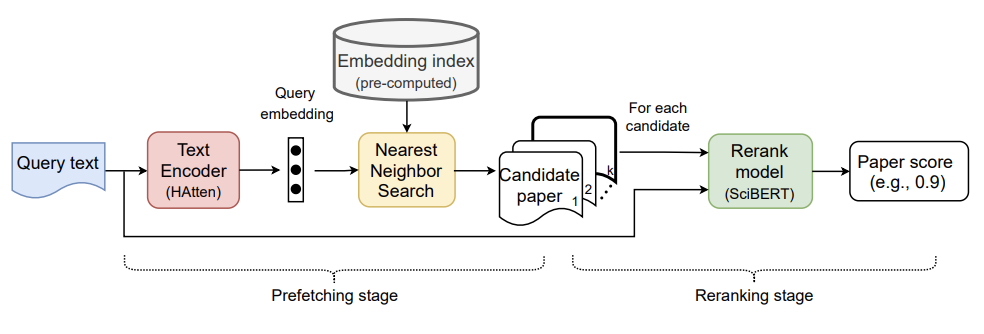 Embedding index
(pre-computed)
Query
embedding
For each
candidate
Query text
Text
Encoder
(HAtten)
Nearest
Neighbor
Search
Candidate
paper
1
2
k
Rerank
model
(SciBERT)
Paper score
(e.g., 0.9)
Prefetching stage
Reranking stage